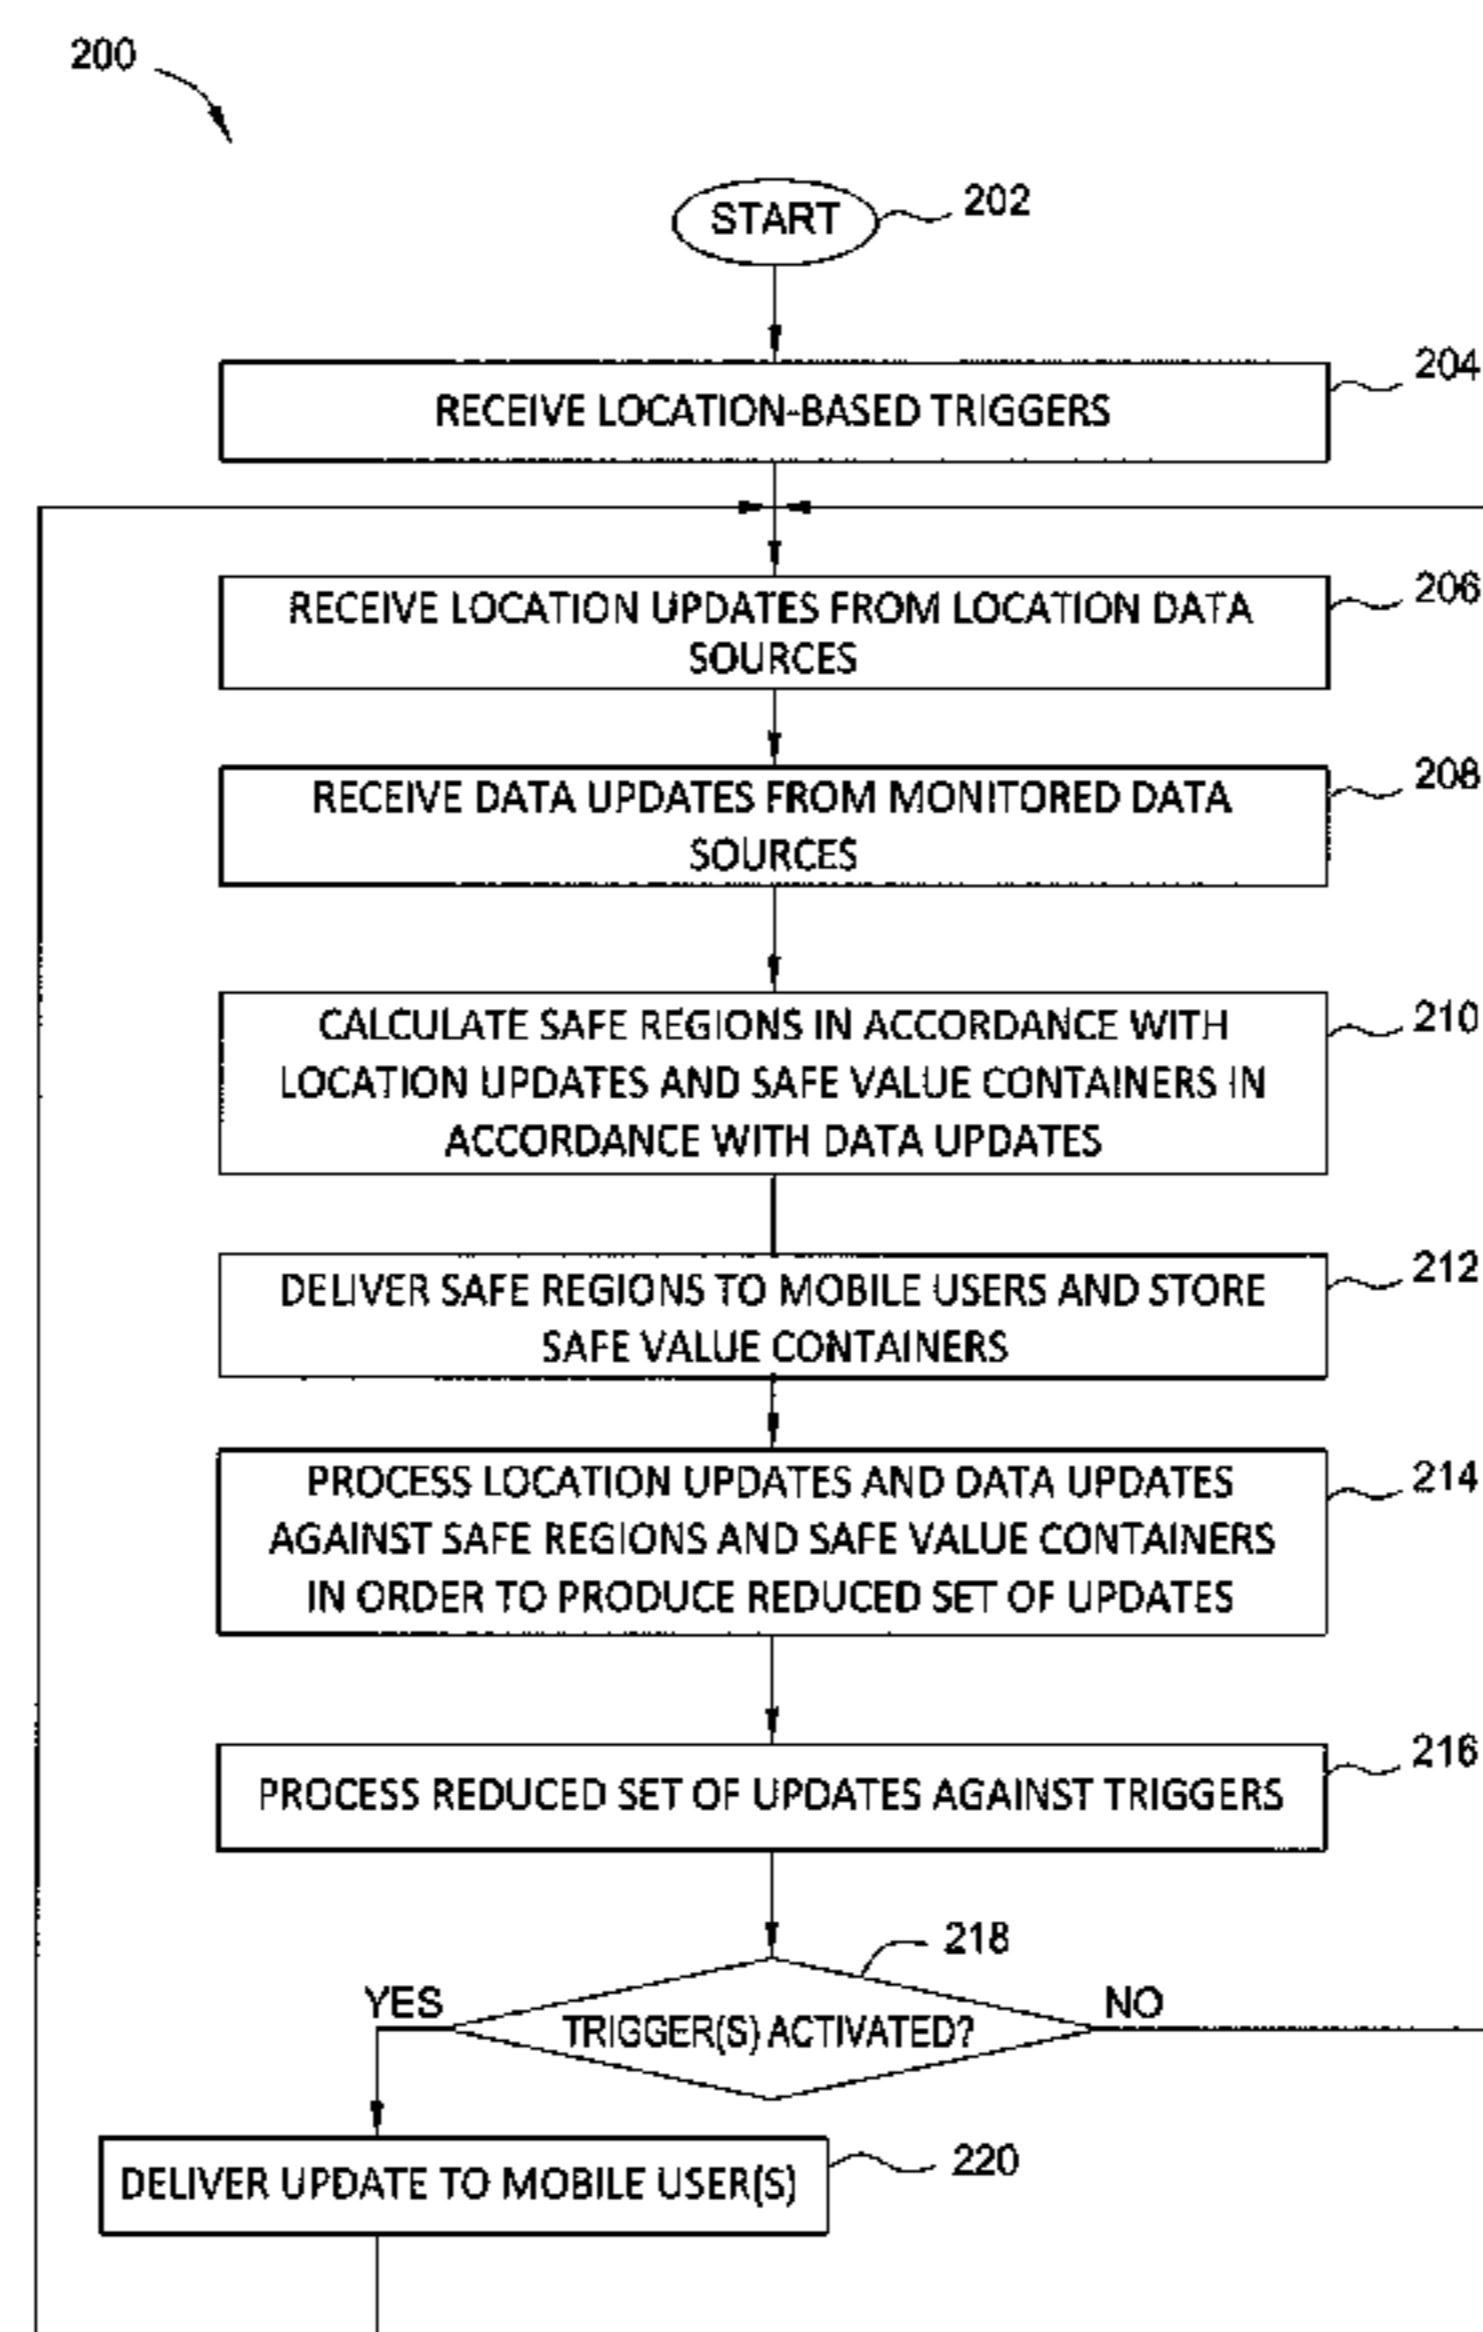 200
START
202
RECEIVE LOCATION-BASED TRIGGERS
204
RECEIVE LOCATION UPDATES FROM LOCATION DATA
SOURCES
206
RECEIVE DATA UPDATES FROM MONITORED DATA
SOURCES
208
CALCULATE SAFE REGIONS IN ACCORDANCE WITH
LOCATION UPDATES AND SAFE VALUE CONTAINERS IN
ACCORDANCE WITH DATA UPDATES
210
DELIVER SAFE REGIONS TO MOBILE USERS AND STORE
SAFE VALUE CONTAINERS
212
PROCESS LOCATION UPDATES AND DATA UPDATES
AGAINST SAFE REGIONS AND SAFE VALUE CONTAINERS
IN ORDER TO PRODUCE REDUCED SET OF UPDATES
214
PROCESS REDUCED SET OF UPDATES AGAINST TRIGGERS
216
218
YES
TRIGGER(S) ACTIVATED?
NO
DELIVER UPDATE TO MOBILE USER(S)
220